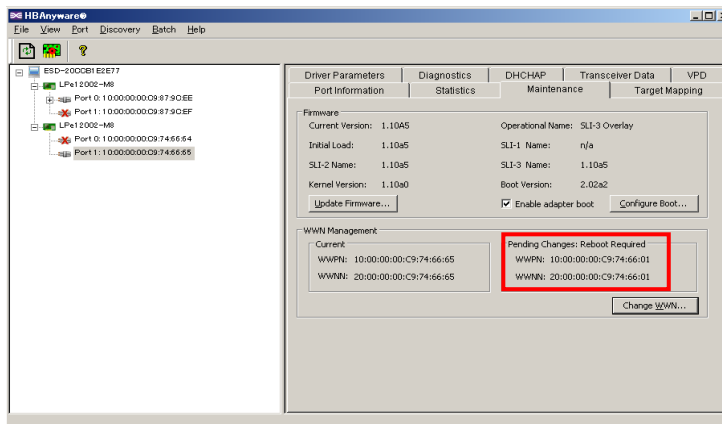 HBAnyware®
File View Port Discovery Batch Help
ESD-20CCB1E2E77
LPe12002-M8
Port 0: 10:00:00:00:C9:87:9C:EE
Port 1: 10:00:00:00:C9:87:9C:EF
LPe12002-M8
Port 0: 10:00:00:00:C9:74:66:64
Port 1: 10:00:00:00:C9:74:66:65
Driver Parameters Diagnostics DHCHAP Transceiver Data VPD
Port Information Statistics Maintenance Target Mapping
Firmware
Current Version: 1.10A5 Operational Name: SLI-3 Overlay
Initial Load: 1.10a5 SLI-1 Name: n/a
SLI-2 Name: 1.10a5 SLI-3 Name: 1.10a5
Kernel Version: 1.10a0 Boot Version: 2.02a2
Update Firmware... Enable adapter boot Configure Boot...
WWN Management
Current Pending Changes: Reboot Required
WWPN: 10:00:00:00:C9:74:66:65 WWPN: 10:00:00:00:C9:74:66:01
WWNN: 20:00:00:00:C9:74:66:65 WWNN: 20:00:00:00:C9:74:66:01
Change WWN...